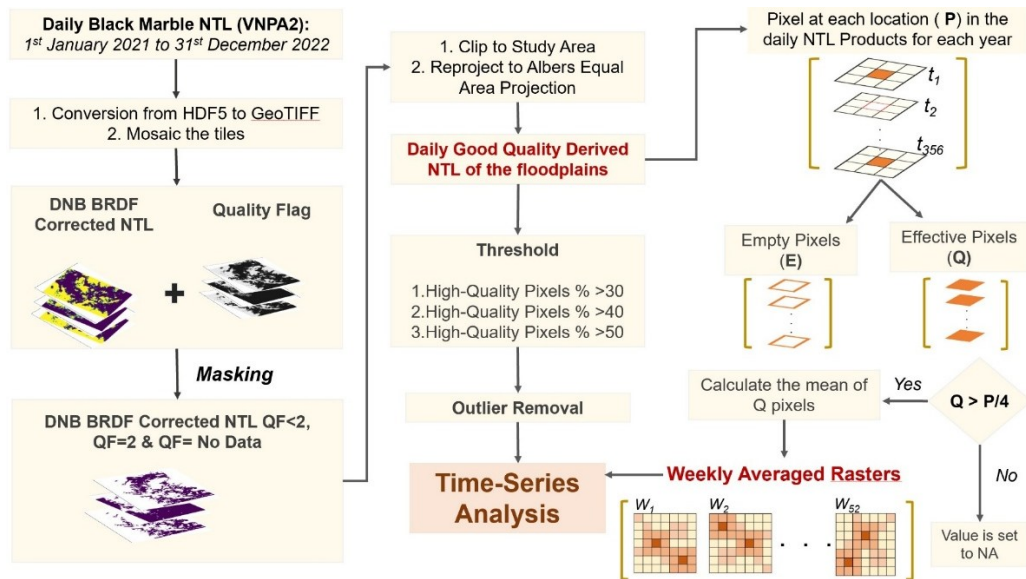 Daily Black Marble NTL (VNPA2):
1st January 2021 to 31st December 2022
1. Conversion from HDF5 to GeoTIFF
2. Mosaic the tiles
DNB BRDF
Corrected NTL
Quality Flag
+
Masking
DNB BRDF Corrected NTL QF<2,
QF=2 & QF= No Data
1. Clip to Study Area
2. Reproject to Albers Equal
Area Projection
Daily Good Quality Derived
NTL of the floodplains
Threshold
1.High-Quality Pixels % >30
2.High-Quality Pixels % >40
3.High-Quality Pixels % >50
Outlier Removal
Time-Series
Analysis
Pixel at each location ( P) in the
daily NTL Products for each year
t1
t2
t356
Empty Pixels
(E)
Effective Pixels
(Q)
Calculate the mean of
Q pixels
Yes
Q > P/4
No
Value is set
to NA
Weekly Averaged Rasters
W1
W2
W52